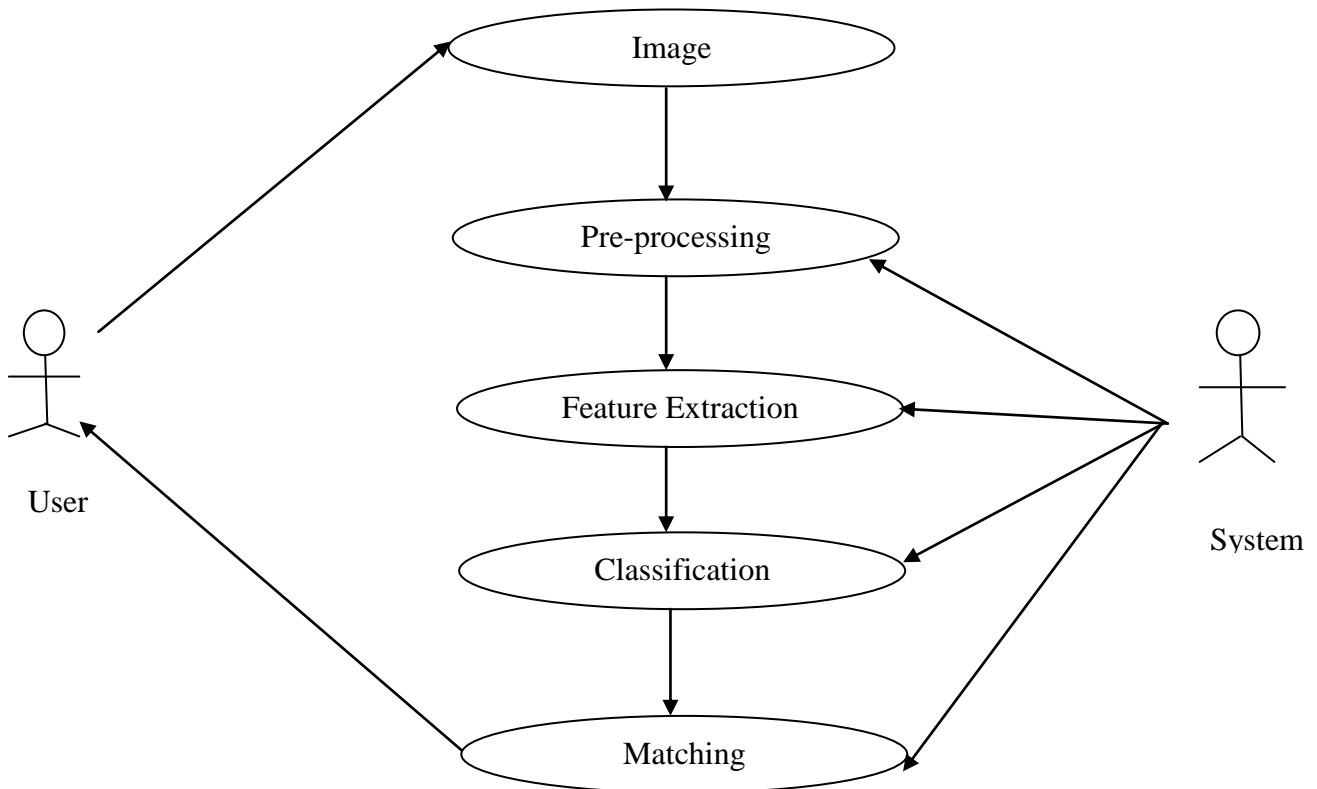 Image
Pre-processing
Feature Extraction
User
System
Classification
Matching